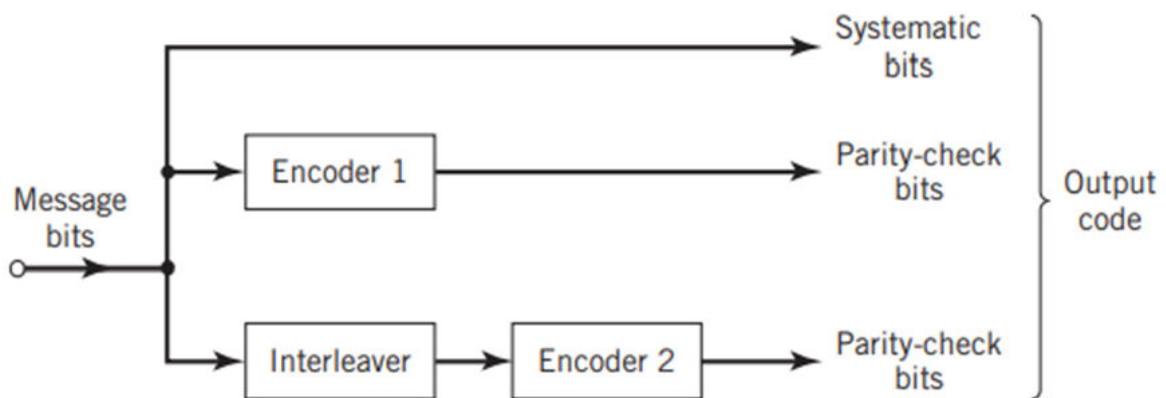 Systematic
bits
Encoder 1
Parity-check
bits
Message
bits
Output
code
Interleaver
Encoder 2
Parity-check
bits